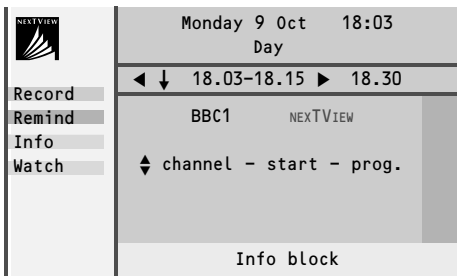 NEXTVIEW
Record
Remind
Info
Watch
Monday 9 Oct 18:03
Day
◀ ↓ 18.03-18.15 ▶ 18.30
BBC1 NEXTVIEW
channel - start - prog.
Info block